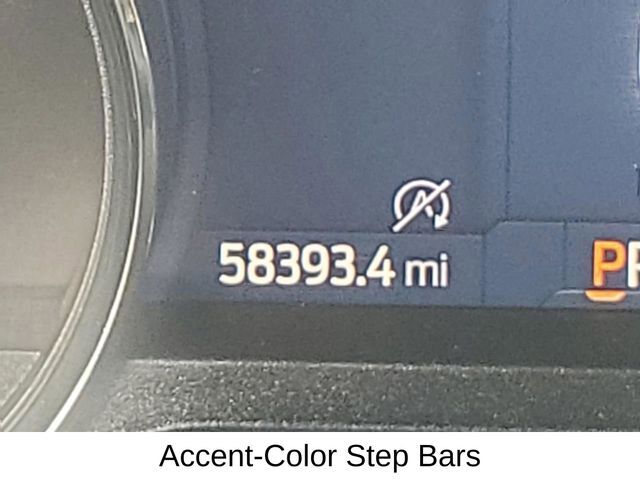 58393.4 mi
P
Accent-Color Step Bars